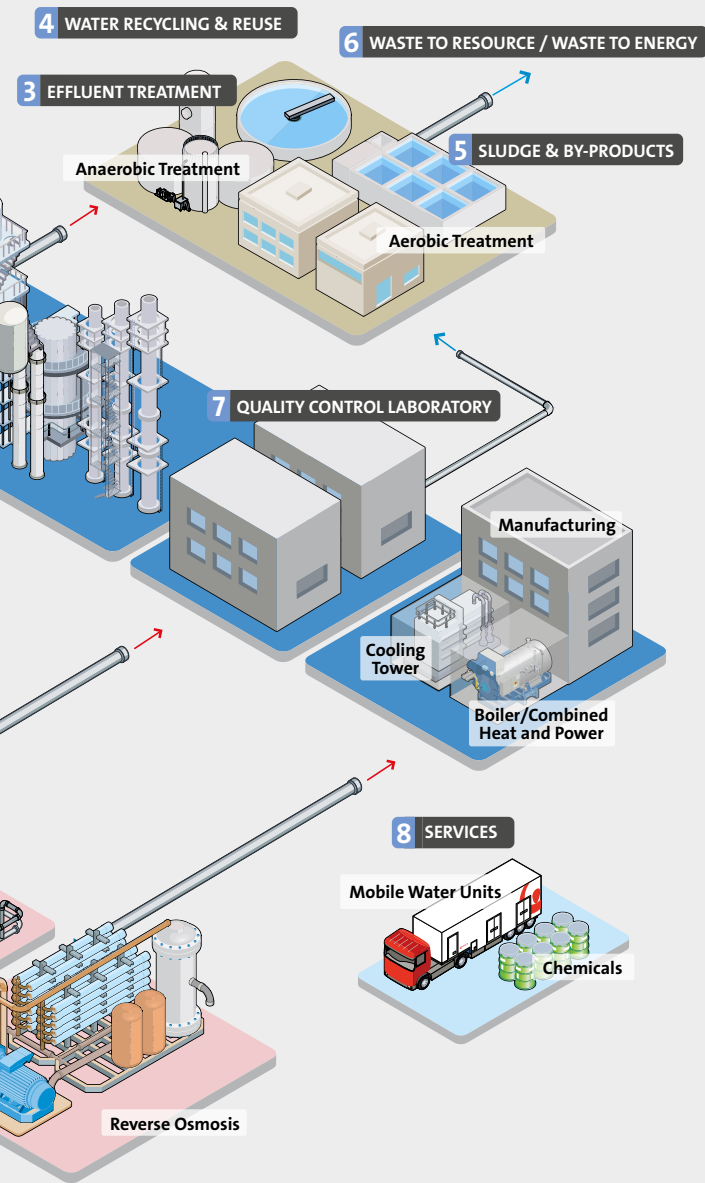 4 WATER RECYCLING & REUSE
6 WASTE TO RESOURCE / WASTE TO ENERGY
3 EFFLUENT TREATMENT
5 SLUDGE & BY-PRODUCTS
Anaerobic Treatment
Aerobic Treatment
7 QUALITY CONTROL LABORATORY
Manufacturing
Cooling
Tower
Boiler/Combined
Heat and Power
8 SERVICES
Mobile Water Units
Chemicals
Reverse Osmosis